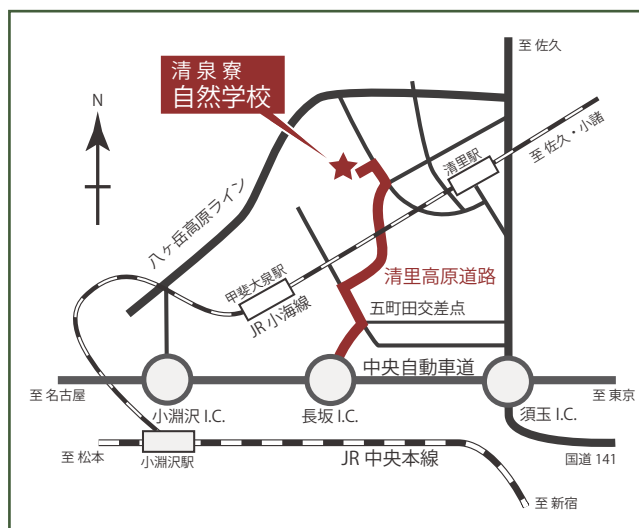 至 佐久
清 泉 寮
自然学校
N
至 佐久・小諸
清里駅
八ヶ岳高原ライン
甲斐大泉駅
JR 小海線
清里高原道路
五町田交差点
中央自動車道
至 名古屋
至 東京
小淵沢 I.C.
長坂 I.C.
須玉 I.C.
至 松本
小淵沢駅
JR 中央本線
国道 141
至 新宿